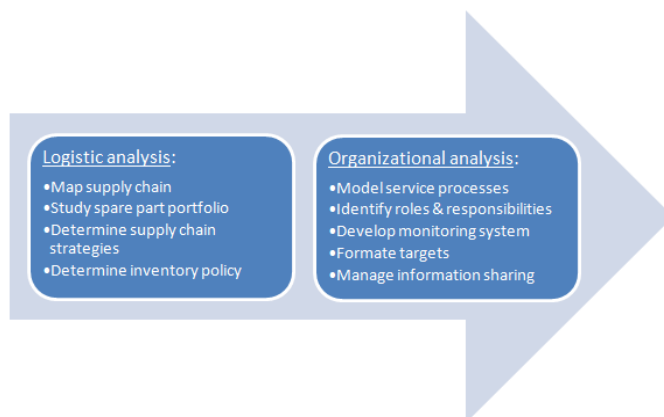 Logistic analysis:
•Map supply chain
•Study spare part portfolio
•Determine supply chain
strategies
•Determine inventory policy
Organizational analysis:
•Model service processes
•Identify roles & responsibilities
•Develop monitoring system
•Formate targets
•Manage information sharing